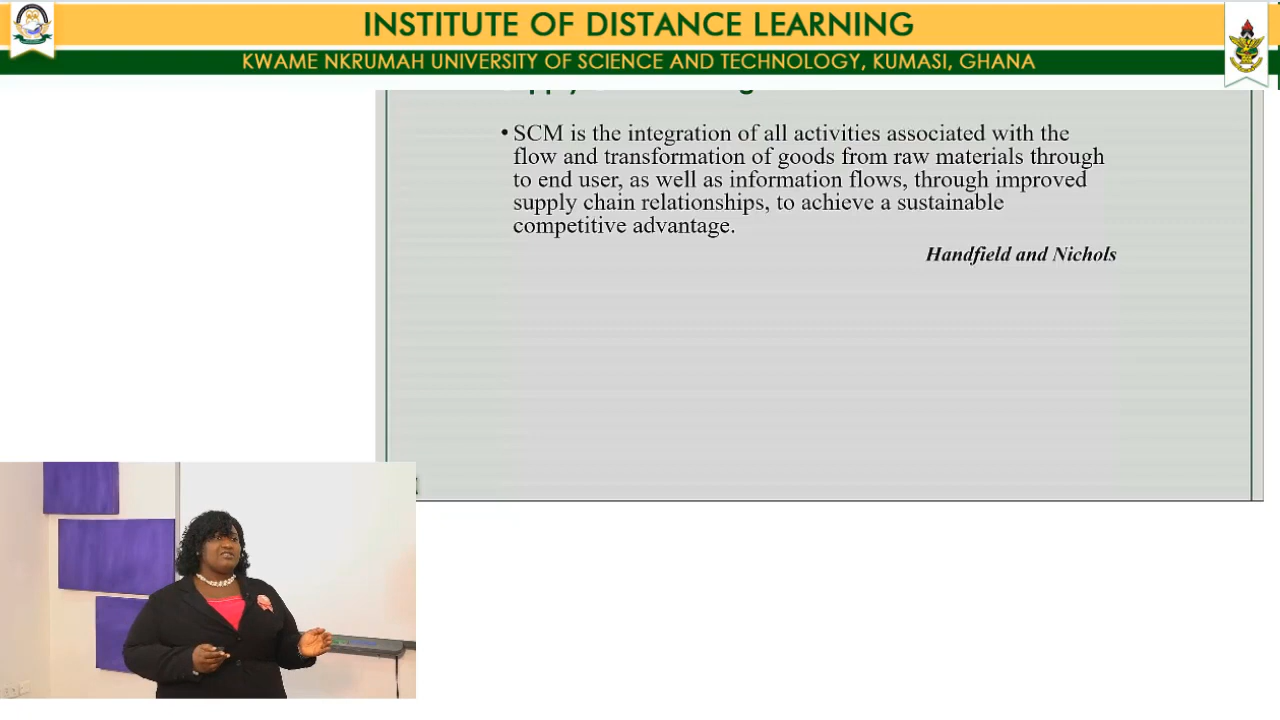 INSTITUTE OF DISTANCE LEARNING
KWAME NKRUMAH UNIVERSITY OF SCIENCE AND TECHNOLOGY, KUMASI, GHANA
• SCM is the integration of all activities associated with the
flow and transformation of goods from raw materials through
to end user, as well as information flows, through improved
supply chain relationships, to achieve a sustainable
competitive advantage.
Handfield and Nichols